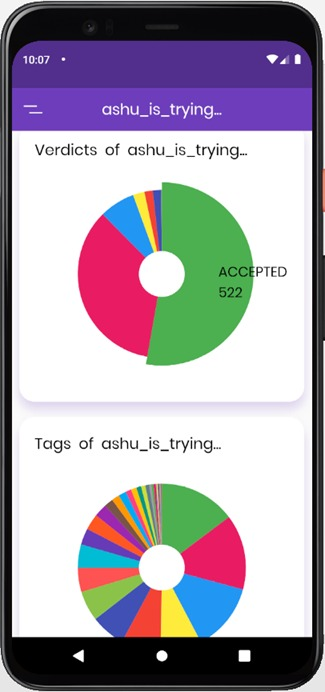 10:07
ashu_is_trying...
Verdicts of ashu_is_trying...
ACCEPTED
522
Tags of ashu_is_trying...